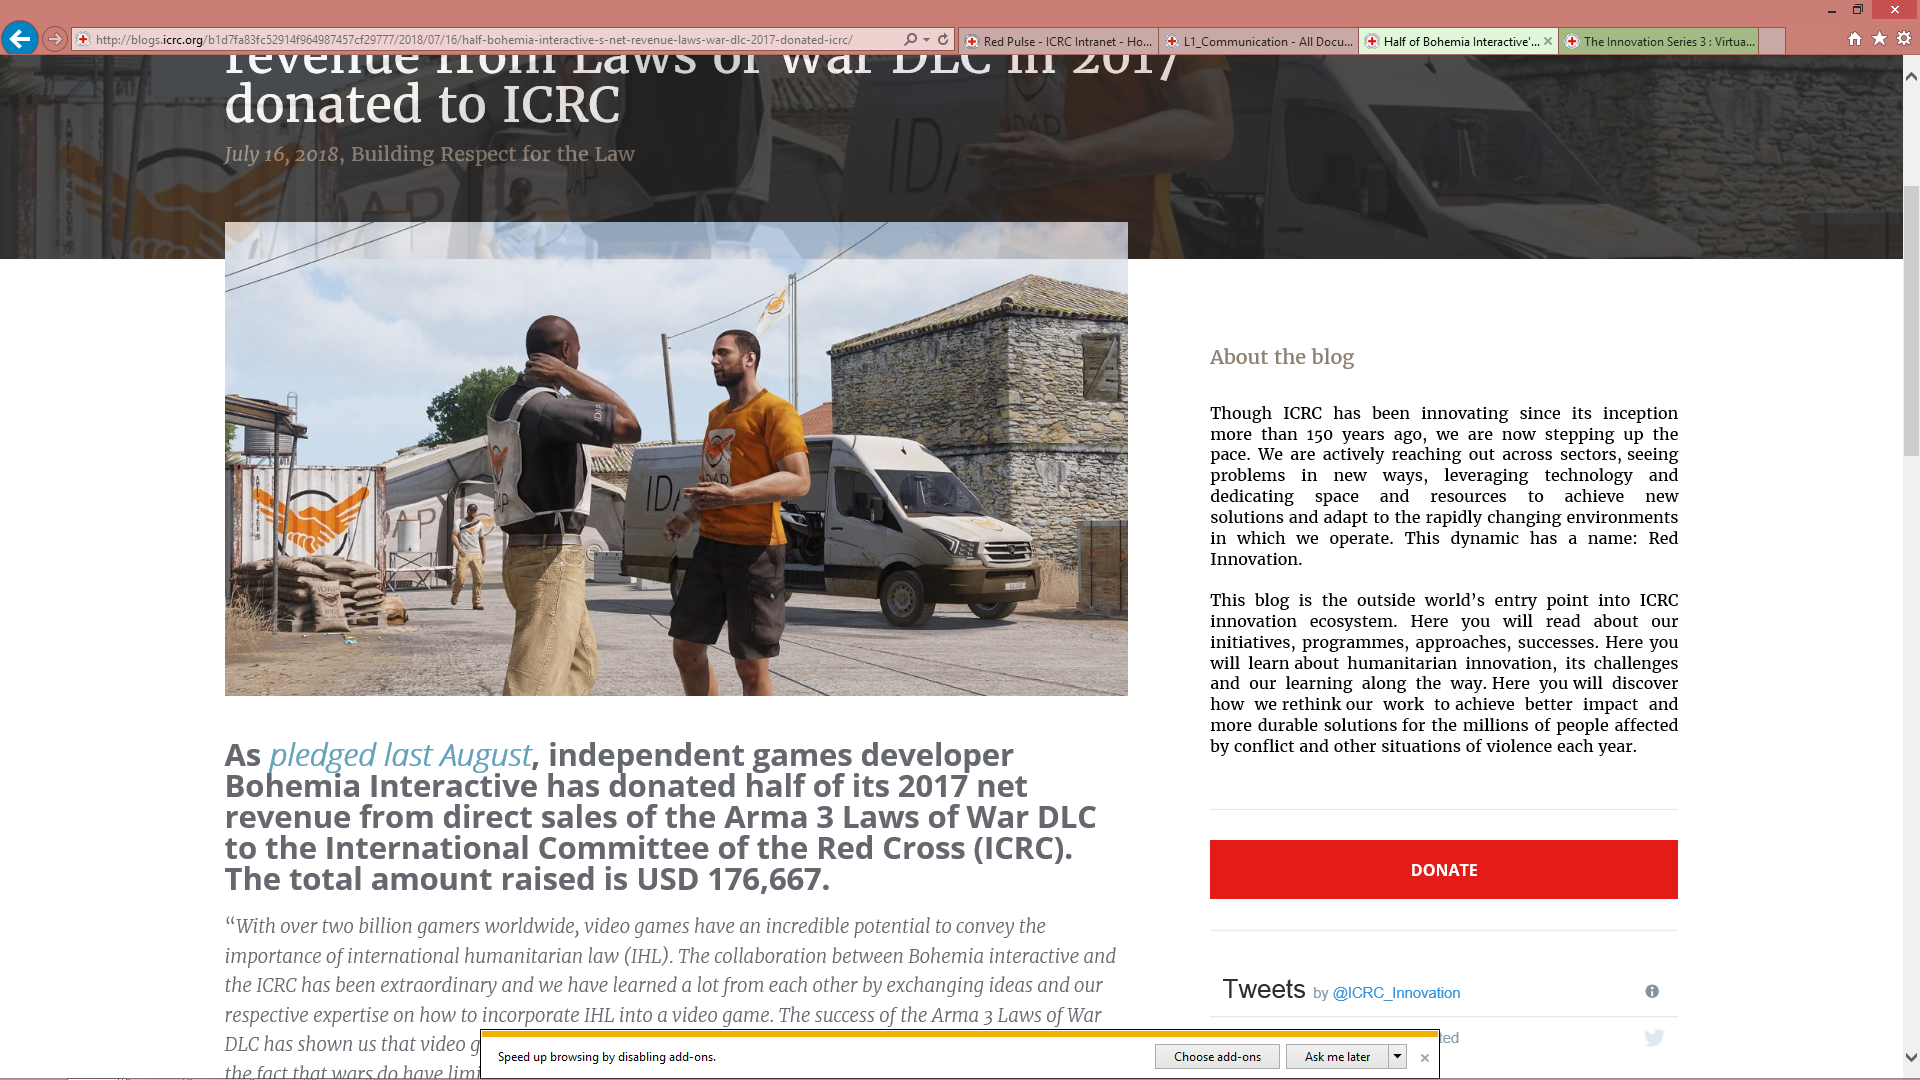 http://blogs.icrc.org/b1d7fa83fc52914f964987457cf29777/2018/07/16/half-bohemia-interactive-s-net-revenue-laws-war-dlc-2017-donated-icrc/
Red Pulse - ICRC Intranet - Ho...
L1_Communication - All Docu...
Half of Bohemia Interactive'...
The Innovation Series 3 : Virtua...
revenue from Laws of War DLC in 2017
donated to ICRC
July 16, 2018, Building Respect for the Law
IDAP
IDAP
IDAP
About the blog
Though ICRC has been innovating since its inception
more than 150 years ago, we are now stepping up the
pace. We are actively reaching out across sectors, seeing
problems in new ways, leveraging technology and
dedicating space and resources to achieve new
solutions and adapt to the rapidly changing environments
in which we operate. This dynamic has a name: Red
Innovation.
This blog is the outside world’s entry point into ICRC
innovation ecosystem. Here you will read about our
initiatives, programmes, approaches, successes. Here you
will learn about humanitarian innovation, its challenges
and our learning along the way. Here you will discover
how we rethink our work to achieve better impact and
more durable solutions for the millions of people affected
by conflict and other situations of violence each year.
DONATE
Tweets by @ICRC_Innovation
As pledged last August, independent games developer
Bohemia Interactive has donated half of its 2017 net
revenue from direct sales of the Arma 3 Laws of War DLC
to the International Committee of the Red Cross (ICRC).
The total amount raised is USD 176,667.
“With over two billion gamers worldwide, video games have an incredible potential to convey the
importance of international humanitarian law (IHL). The collaboration between Bohemia interactive and
the ICRC has been extraordinary and we have learned a lot from each other by exchanging ideas and our
respective expertise on how to incorporate IHL into a video game. The success of the Arma 3 Laws of War
DLC has shown us that video g
the fact that wars do have limi
Speed up browsing by disabling add-ons.
Choose add-ons
Ask me later